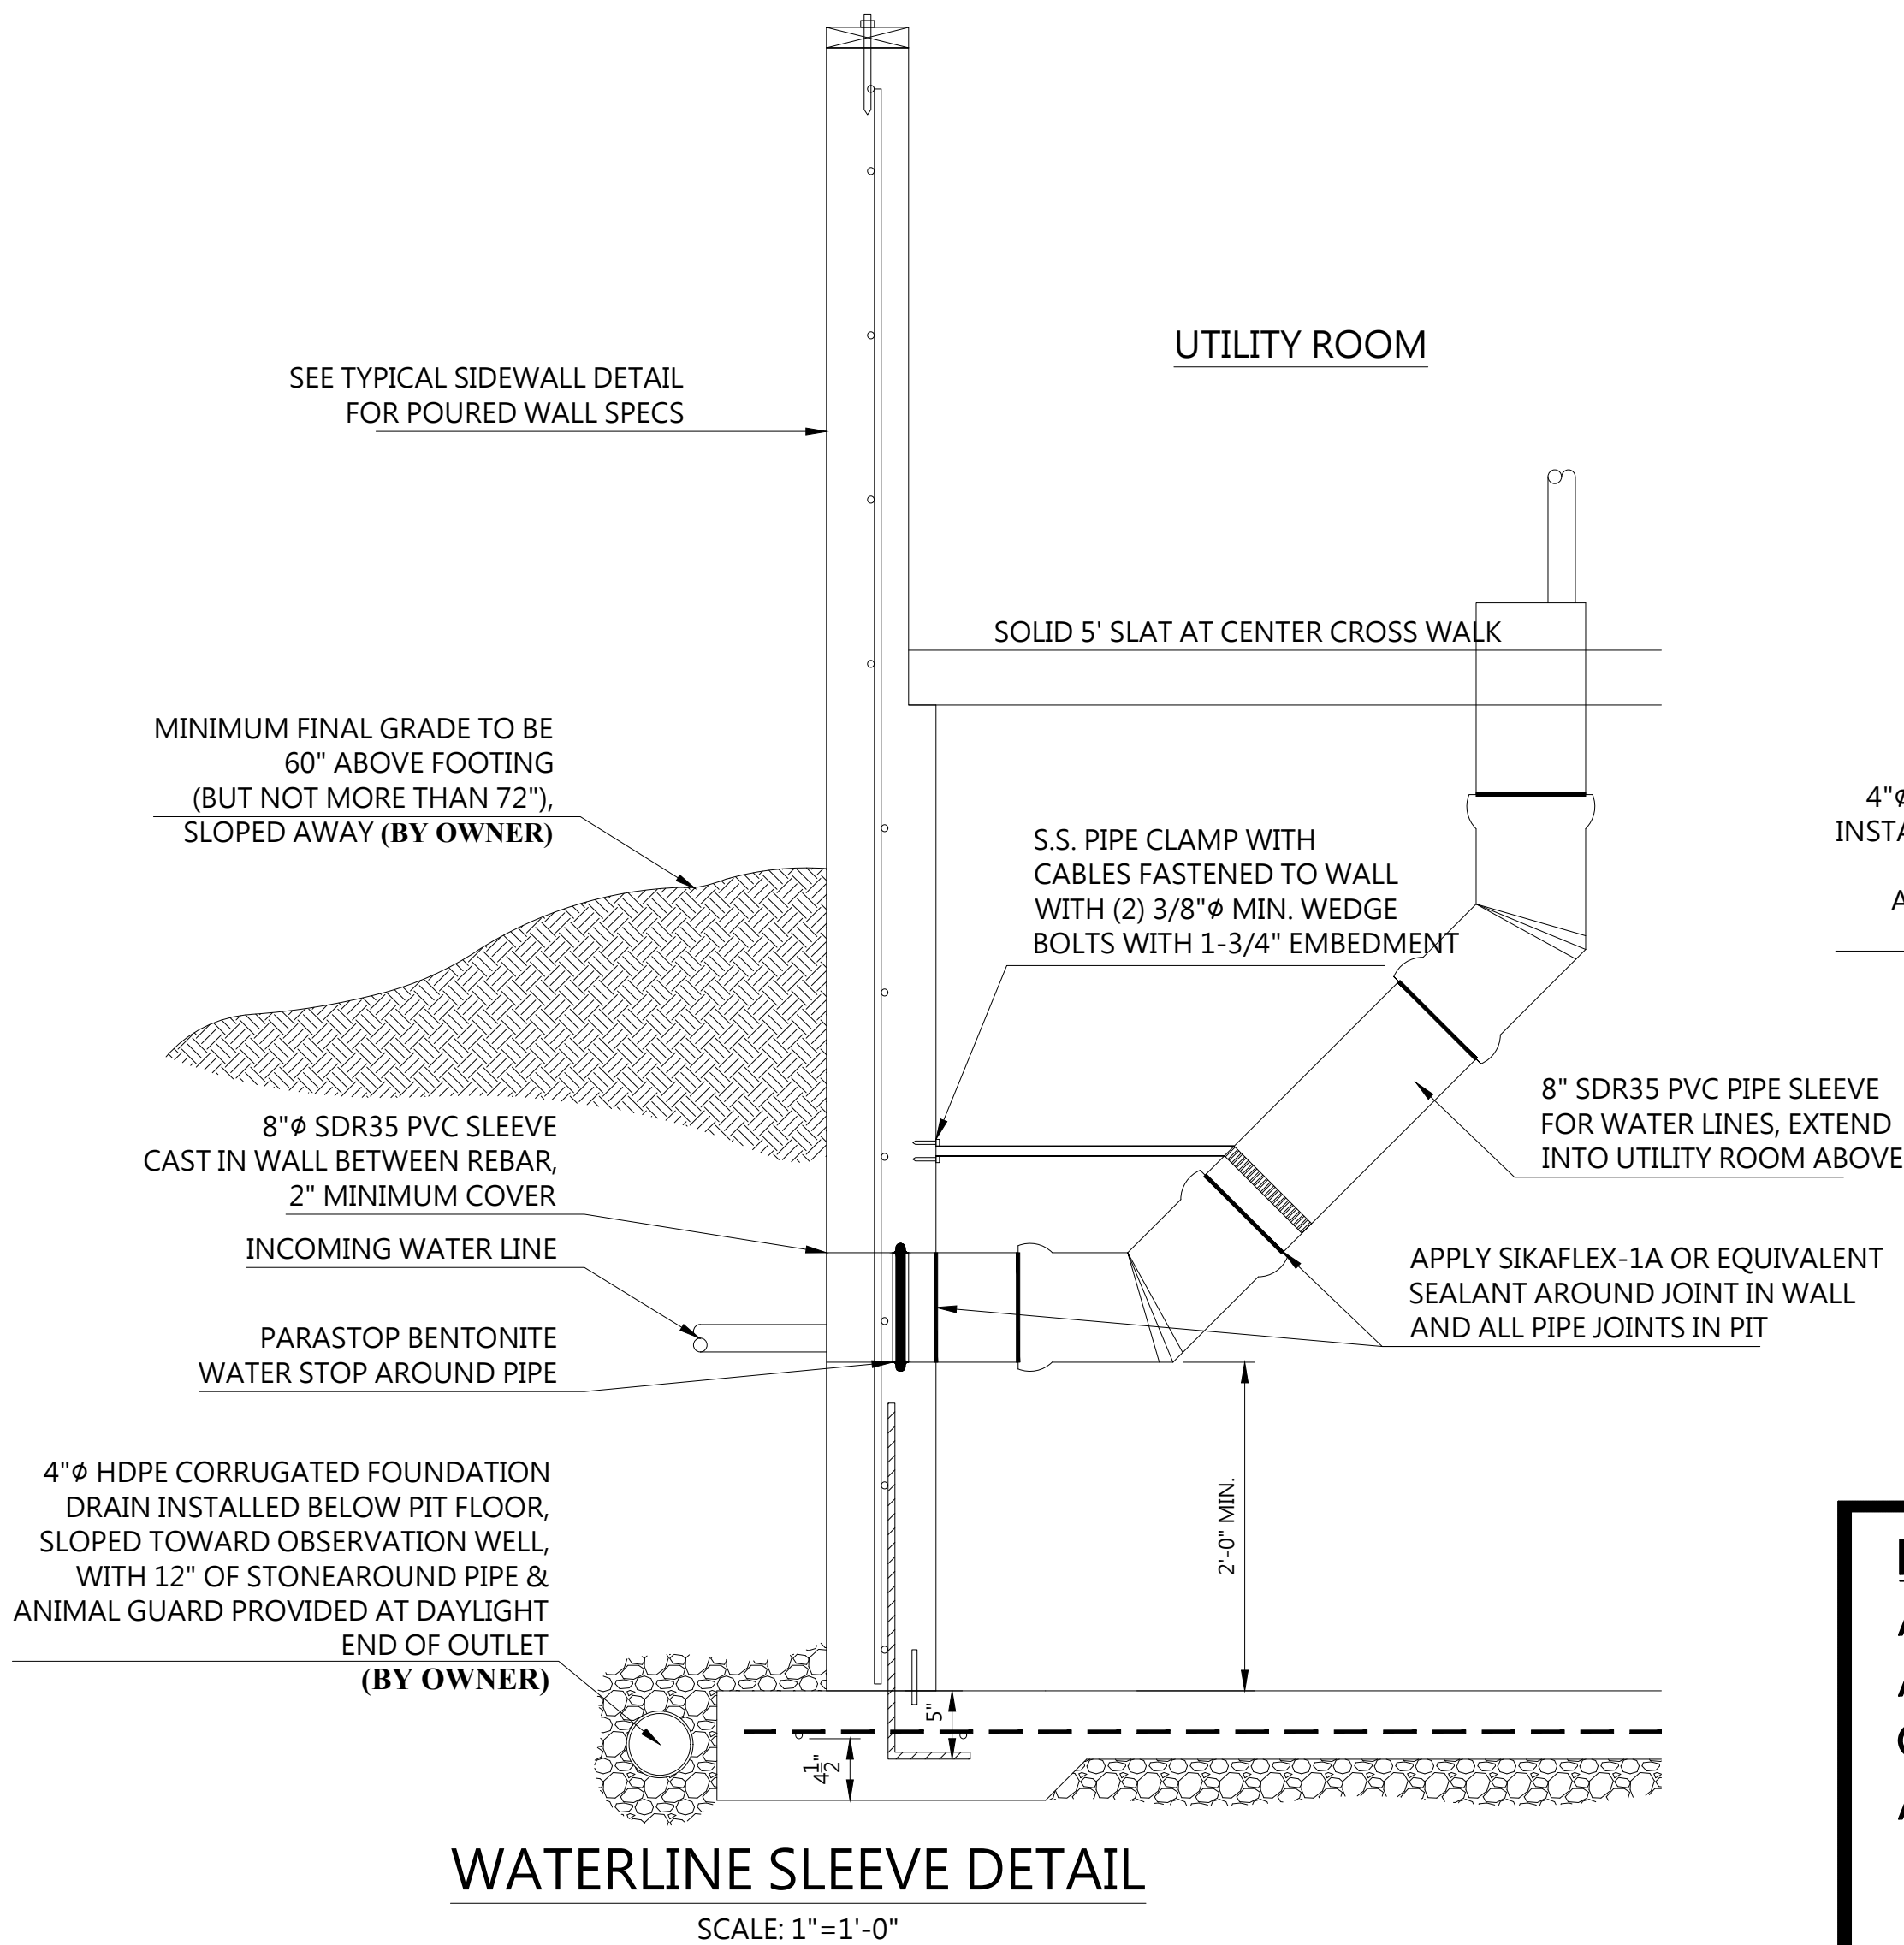 UTILITY ROOM
SEE TYPICAL SIDEWALL DETAIL
FOR POURED WALL SPECS
SOLID 5' SLAT AT CENTER CROSS WALK
MINIMUM FINAL GRADE TO BE
60" ABOVE FOOTING
(BUT NOT MORE THAN 72"),
SLOPED AWAY (BY OWNER)
S.S. PIPE CLAMP WITH
CABLES FASTENED TO WALL
WITH (2) 3/8"ø MIN. WEDGE
BOLTS WITH 1-3/4" EMBEDMENT
4"ø
INSTA
A
8" SDR35 PVC PIPE SLEEVE
FOR WATER LINES, EXTEND
INTO UTILITY ROOM ABOVE
8"ø SDR35 PVC SLEEVE
CAST IN WALL BETWEEN REBAR,
2" MINIMUM COVER
INCOMING WATER LINE
PARASTOP BENTONITE
WATER STOP AROUND PIPE
APPLY SIKAFLEX-1A OR EQUIVALENT
SEALANT AROUND JOINT IN WALL
AND ALL PIPE JOINTS IN PIT
4"ø HDPE CORRUGATED FOUNDATION
DRAIN INSTALLED BELOW PIT FLOOR,
SLOPED TOWARD OBSERVATION WELL,
WITH 12" OF STONEAROUND PIPE &
ANIMAL GUARD PROVIDED AT DAYLIGHT
END OF OUTLET
(BY OWNER)
2'-0" MIN.
5"
4 1/2"
WATERLINE SLEEVE DETAIL
SCALE: 1"=1'-0"